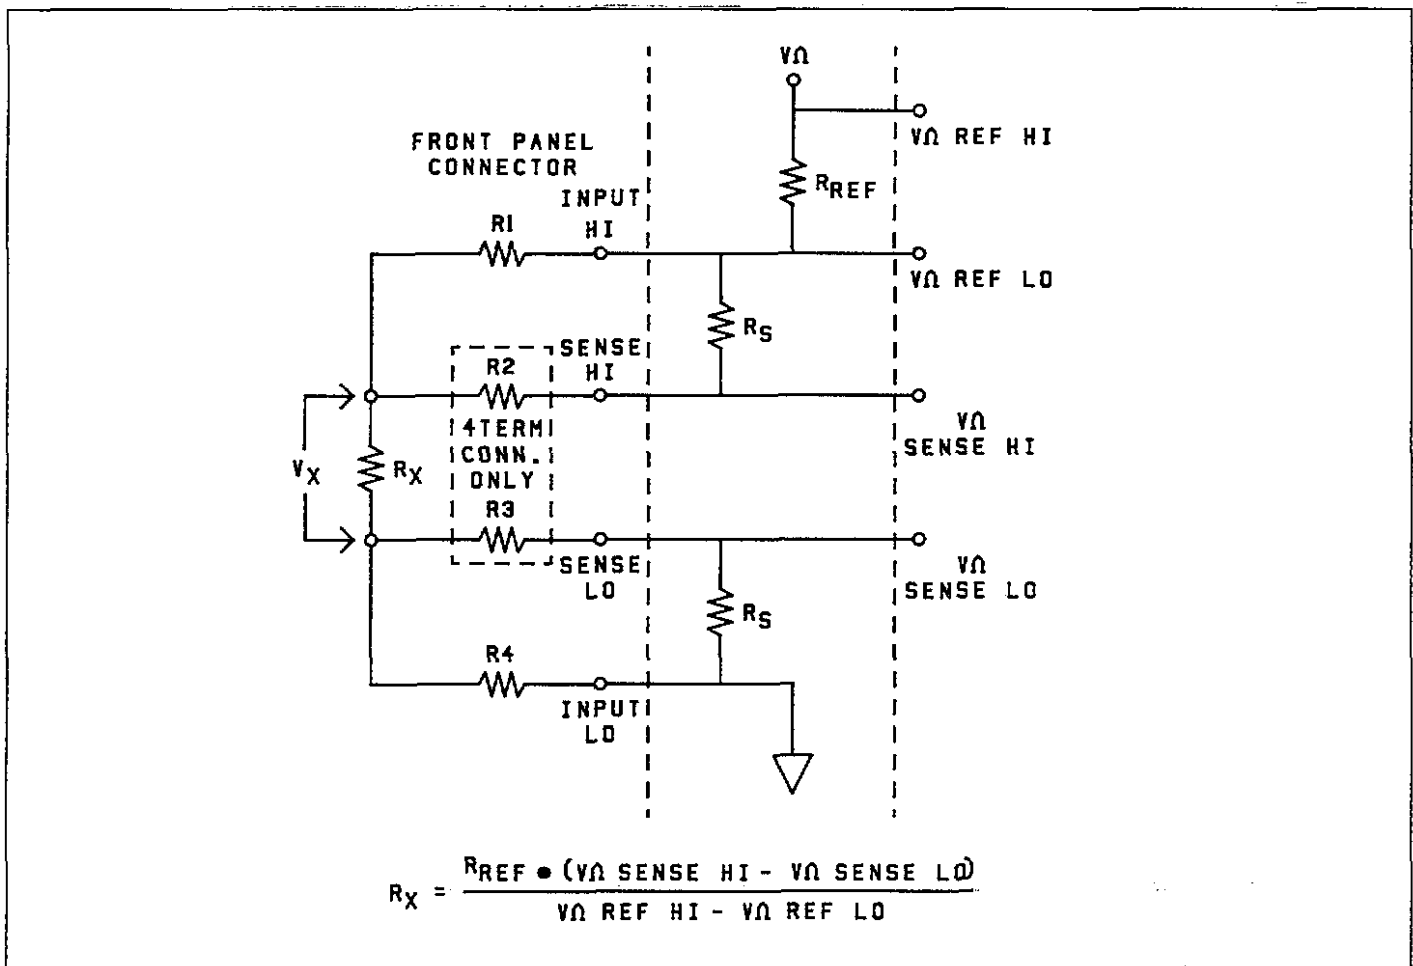 VΩ
VΩ REF HI
FRONT PANEL
CONNECTOR
INPUT
HI
RREF
R1
VΩ REF LO
RS
SENSE
HI
R2
4TERM
CONN.
ONLY
VΩ
SENSE HI
VX
RX
R3
SENSE
LO
VΩ
SENSE LO
RS
R4
INPUT
LO
RX = RREF • (VΩ SENSE HI - VΩ SENSE LO)
VΩ REF HI - VΩ REF LO